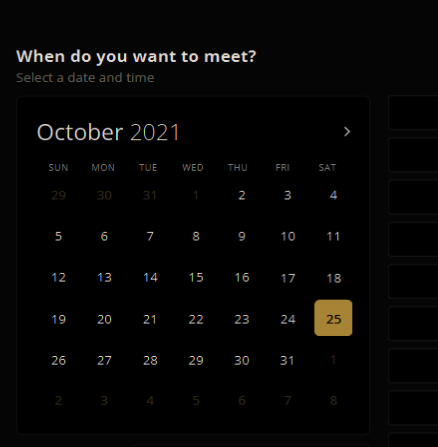 When do you want to meet?
Select a date and time
October 2021
SUN MON TUE WED THU FRI SAT
29 30 31 1 2 3 4
5 6 7 8 9 10 11
12 13 14 15 16 17 18
19 20 21 22 23 24 25
26 27 28 29 30 31 1
2 3 4 5 6 7 8